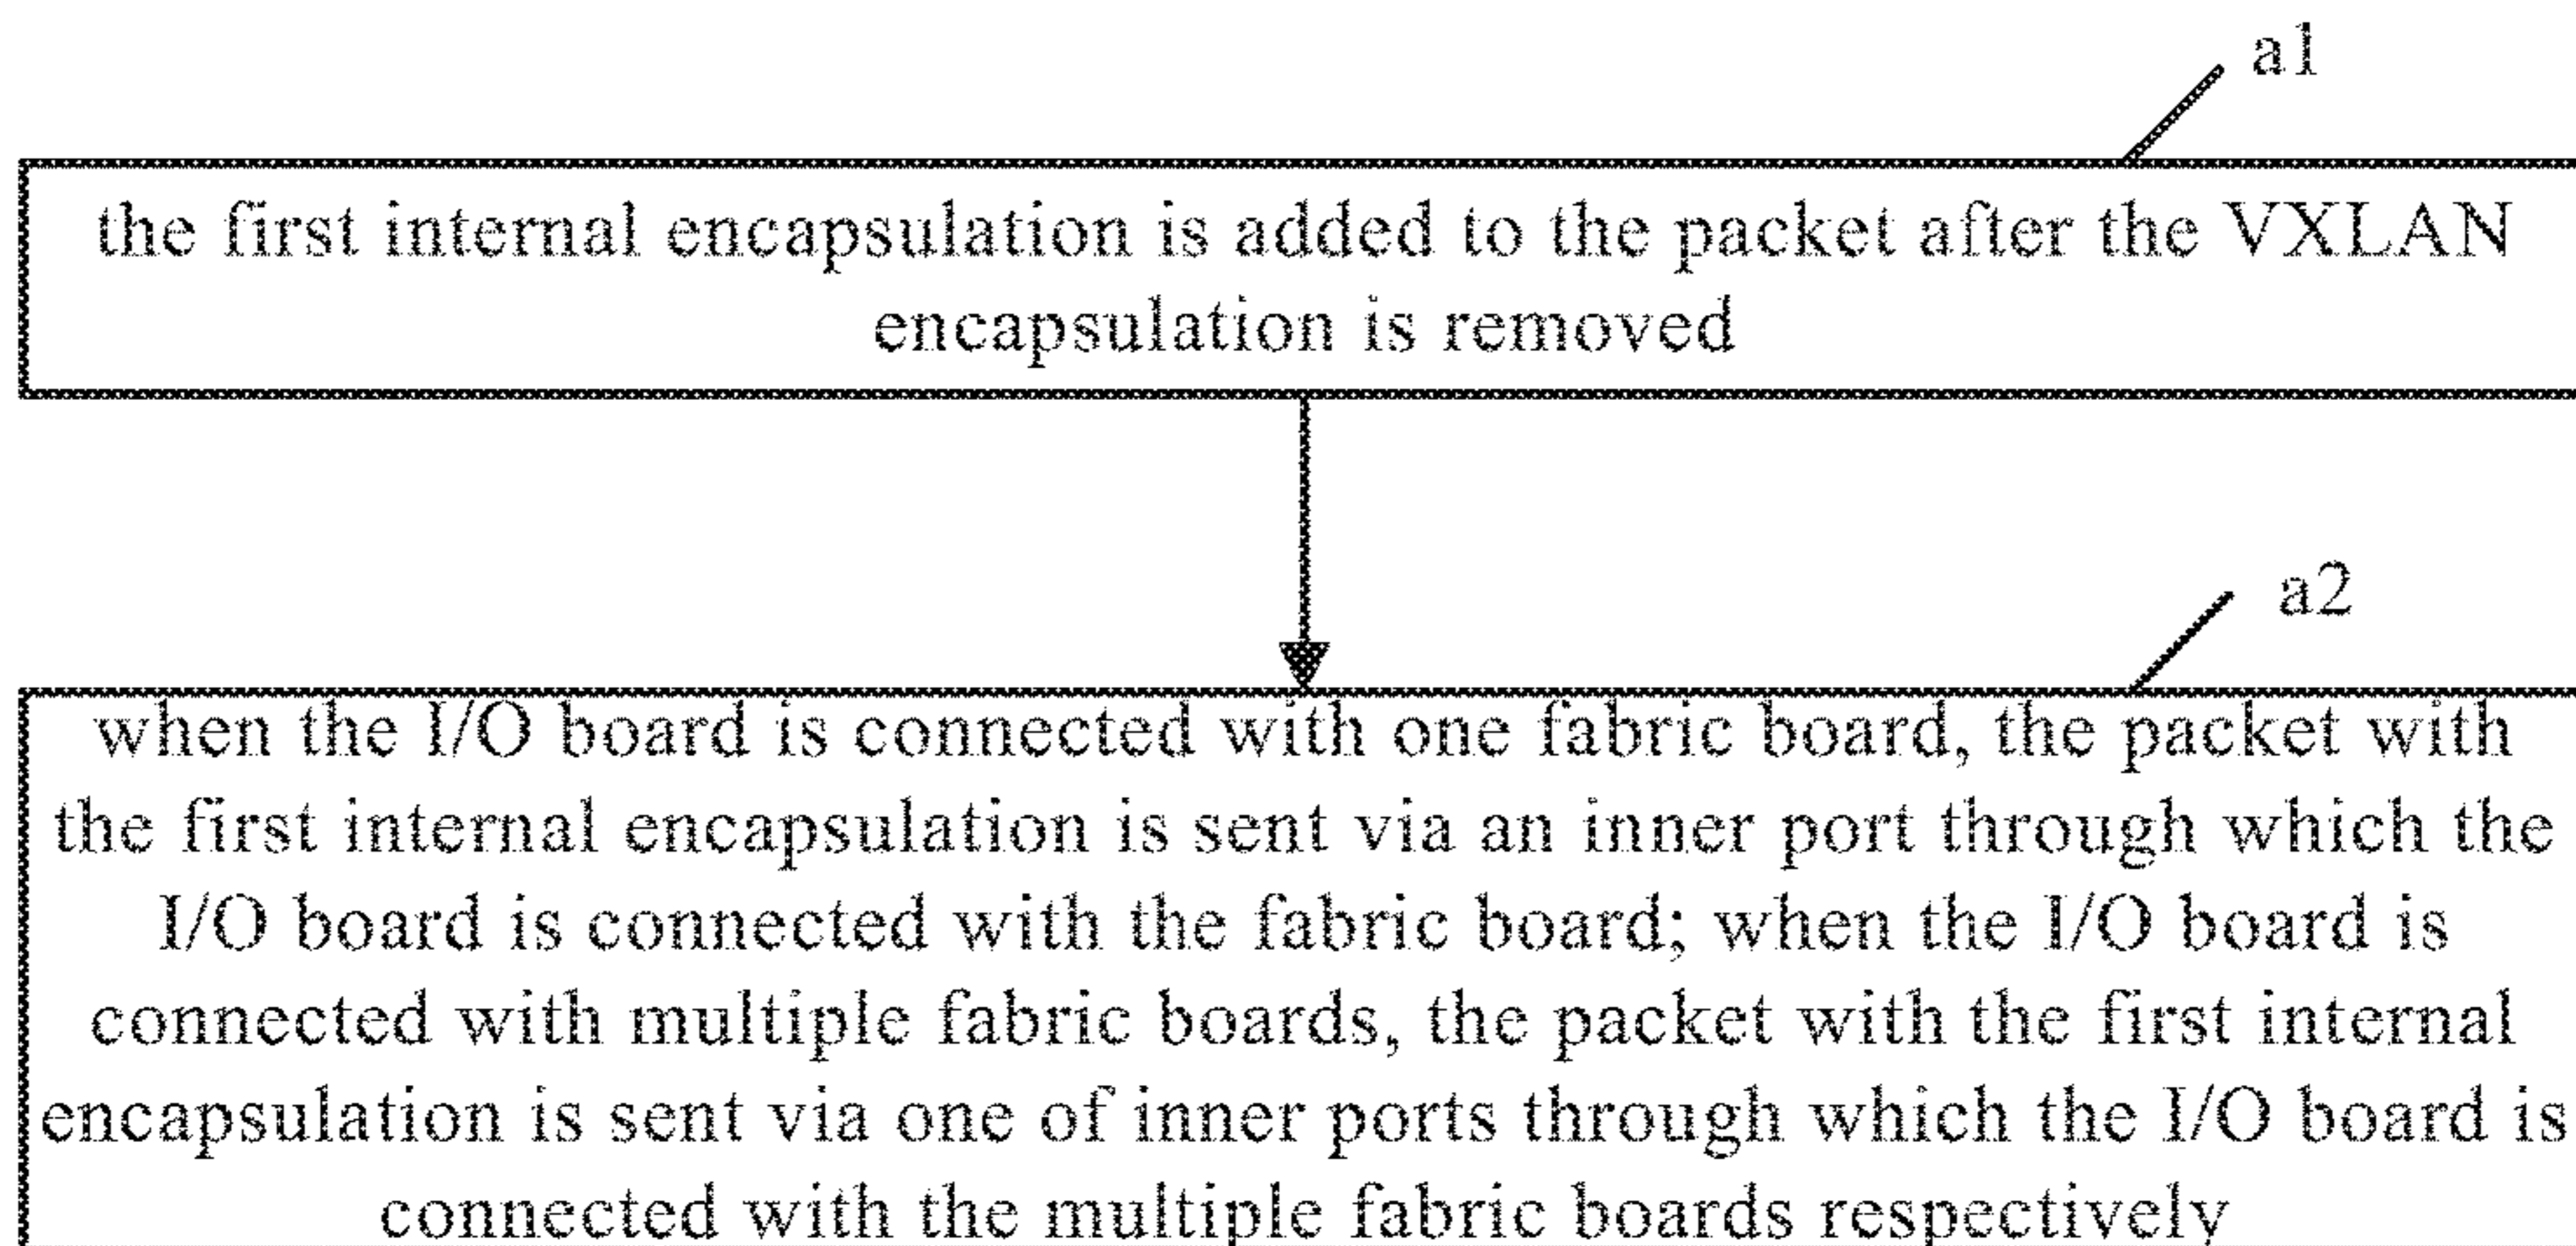 a1
the first internal encapsulation is added to the packet after the VXLAN
encapsulation is removed
a2
when the I/O board is connected with one fabric board, the packet with
the first internal encapsulation is sent via an inner port through which the
I/O board is connected with the fabric board; when the I/O board is
connected with multiple fabric boards, the packet with the first internal
encapsulation is sent via one of inner ports through which the I/O board is
connected with the multiple fabric boards respectively